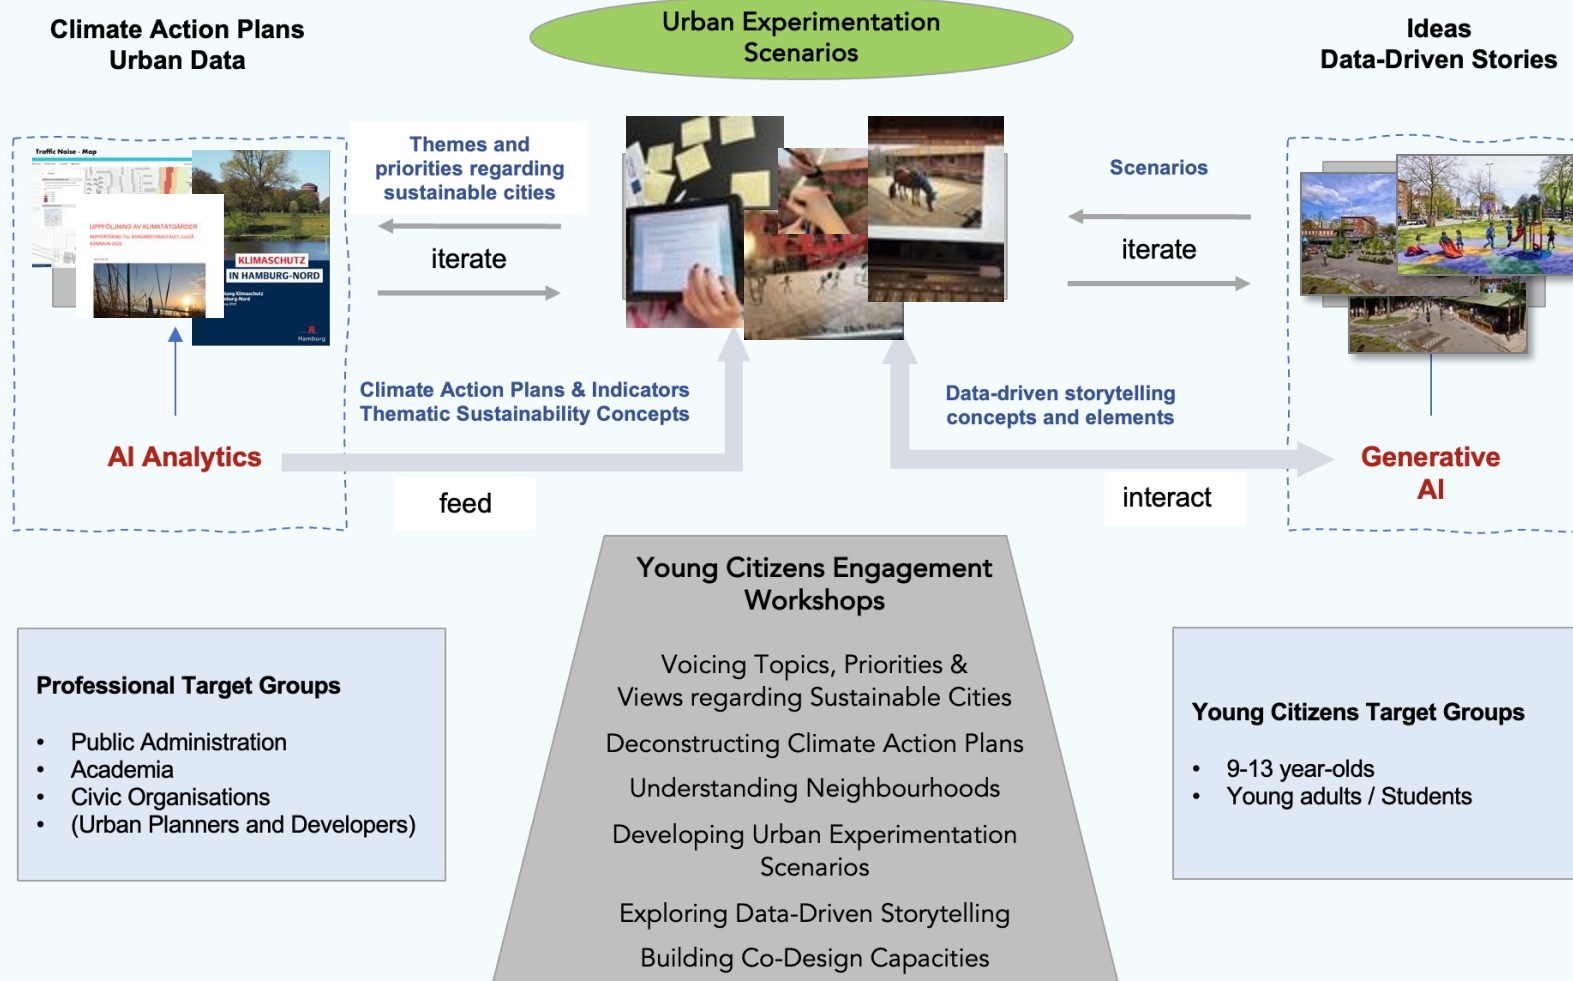 Climate Action Plans
Urban Data
Urban Experimentation
Scenarios
Ideas
Data-Driven Stories
Traffic Noise - Map
UPPFÖLJNING AV KLIMATÅTGÄRDER
KOMMUN 2020
KLIMASCHUTZ
IN HAMBURG-NORD
Klimaschutz
Hamburg
Themes and
priorities regarding
sustainable cities
iterate
Scenarios
iterate
Climate Action Plans & Indicators
Thematic Sustainability Concepts
Data-driven storytelling
concepts and elements
AI Analytics
feed
interact
Generative
AI
Young Citizens Engagement
Workshops
Voicing Topics, Priorities &
Views regarding Sustainable Cities
Deconstructing Climate Action Plans
Understanding Neighbourhoods
Developing Urban Experimentation
Scenarios
Exploring Data-Driven Storytelling
Building Co-Design Capacities
Professional Target Groups
• Public Administration
• Academia
• Civic Organisations
• (Urban Planners and Developers)
Young Citizens Target Groups
• 9-13 year-olds
• Young adults / Students